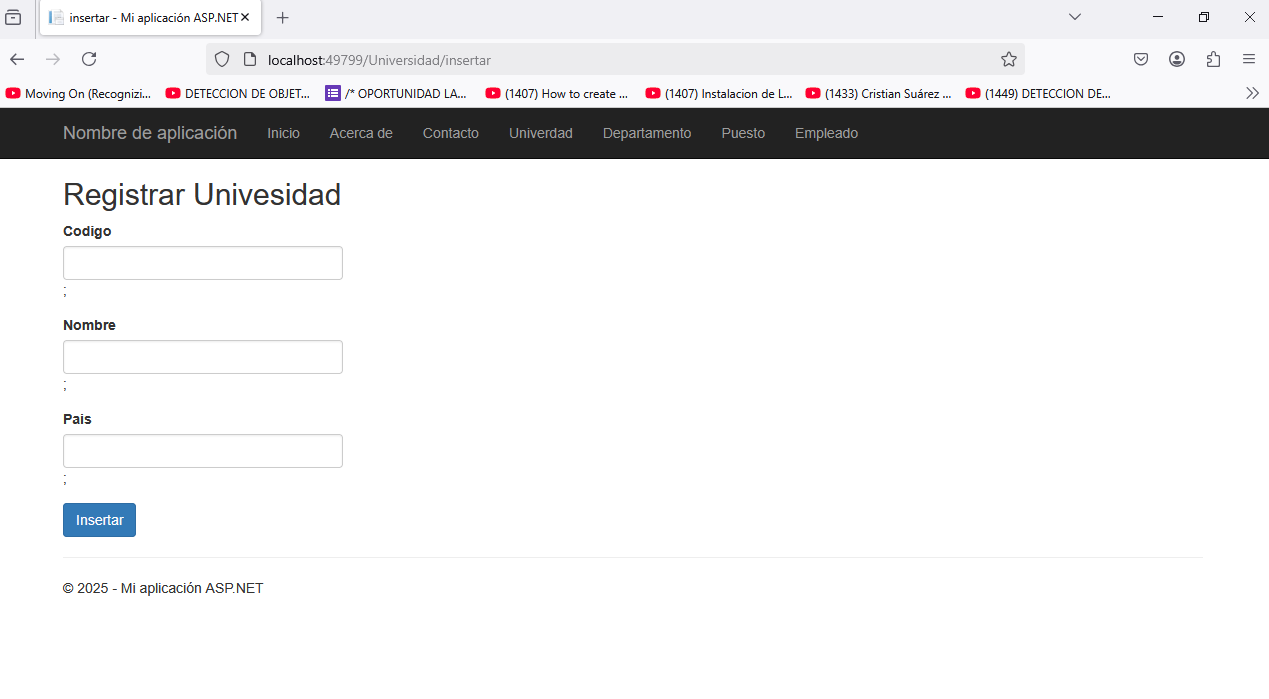 insertar - Mi aplicación ASP.NET
localhost:49799/Universidad/insertar
Moving On (Recognizi... DETECCION DE OBJET... /* OPORTUNIDAD LA... (1407) How to create ... (1407) Instalacion de L... (1433) Cristian Suárez ... (1449) DETECCION DE...
Nombre de aplicación Inicio Acerca de Contacto Univerdad Departamento Puesto Empleado
Registrar Univesidad
Codigo
;
Nombre
;
Pais
;
Insertar
© 2025 - Mi aplicación ASP.NET